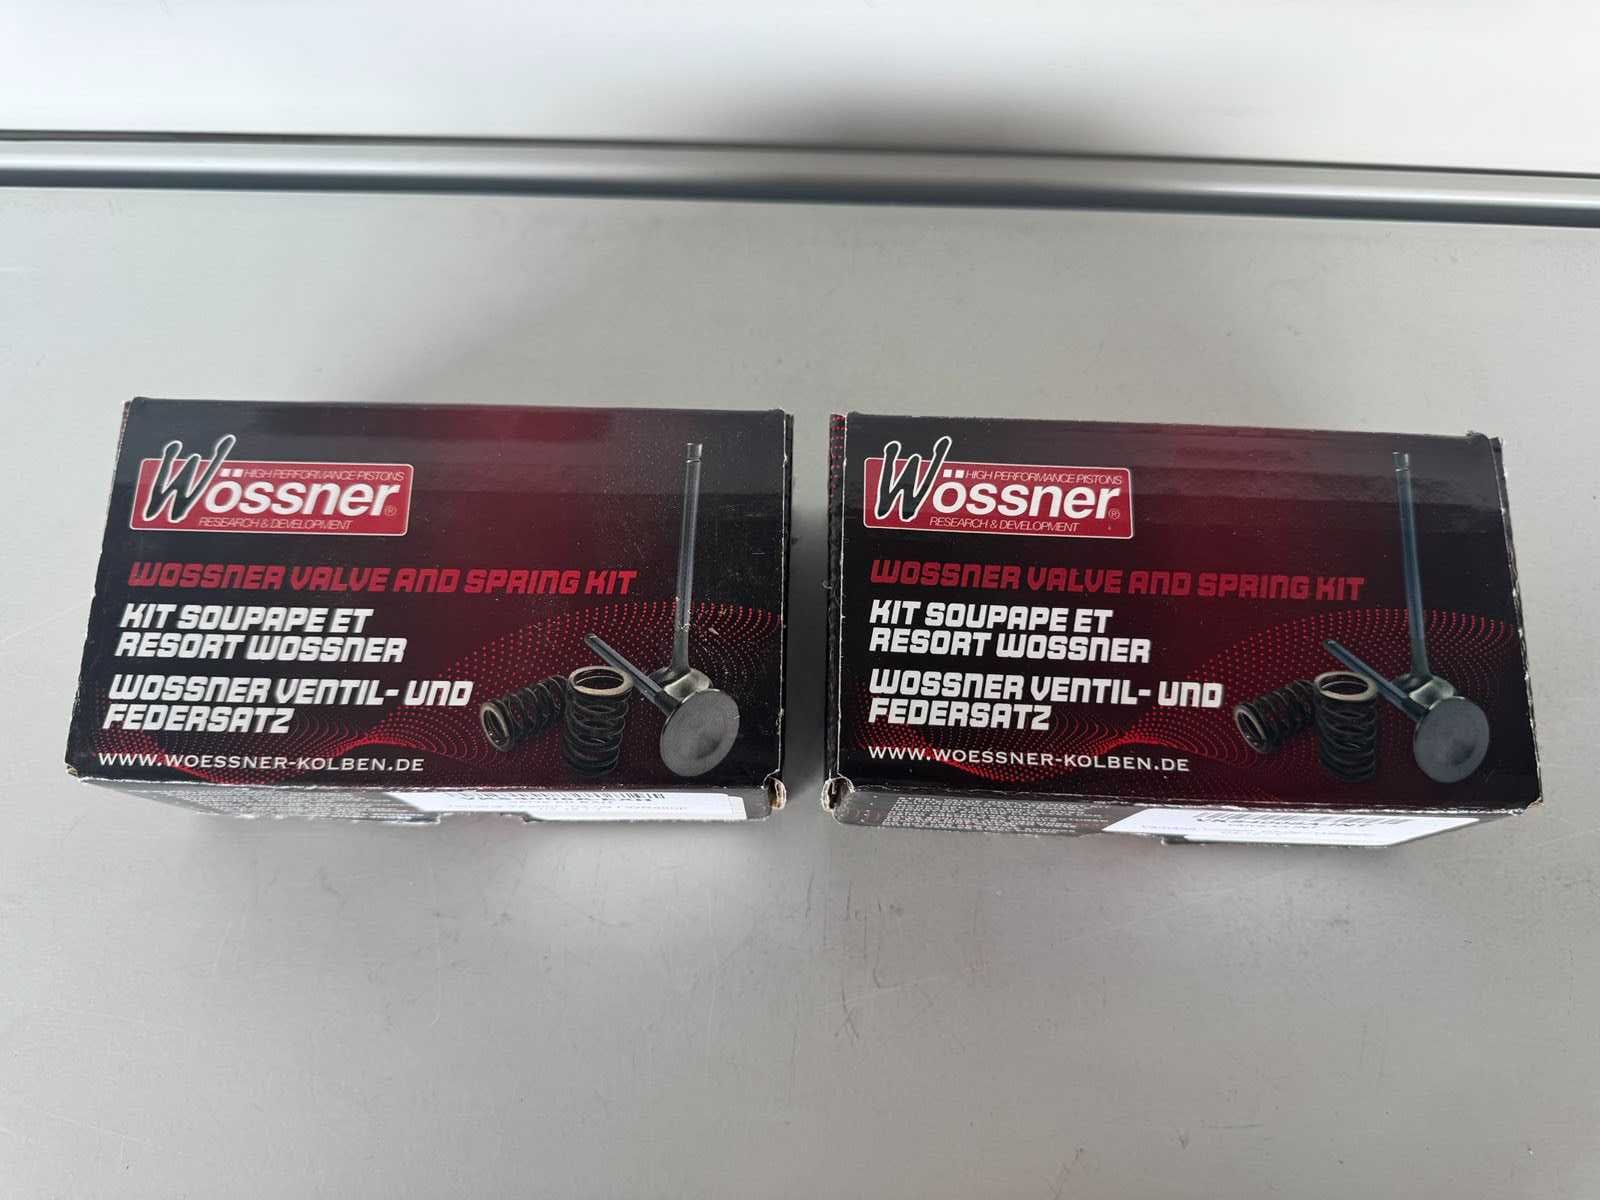 HIGH PERFORMANCE PISTONS
Wössner®
RESEARCH & DEVELOPMENT
WOSSNER VALVE AND SPRING KIT
KIT SOUPAPE ET
RESORT WOSSNER
WOSSNER VENTIL- UND
FEDERSATZ
WWW.WOESSNER-KOLBEN.DE
HIGH PERFORMANCE PISTONS
Wössner®
RESEARCH & DEVELOPMENT
WOSSNER VALVE AND SPRING KIT
KIT SOUPAPE ET
RESORT WOSSNER
WOSSNER VENTIL- UND
FEDERSATZ
WWW.WOESSNER-KOLBEN.DE